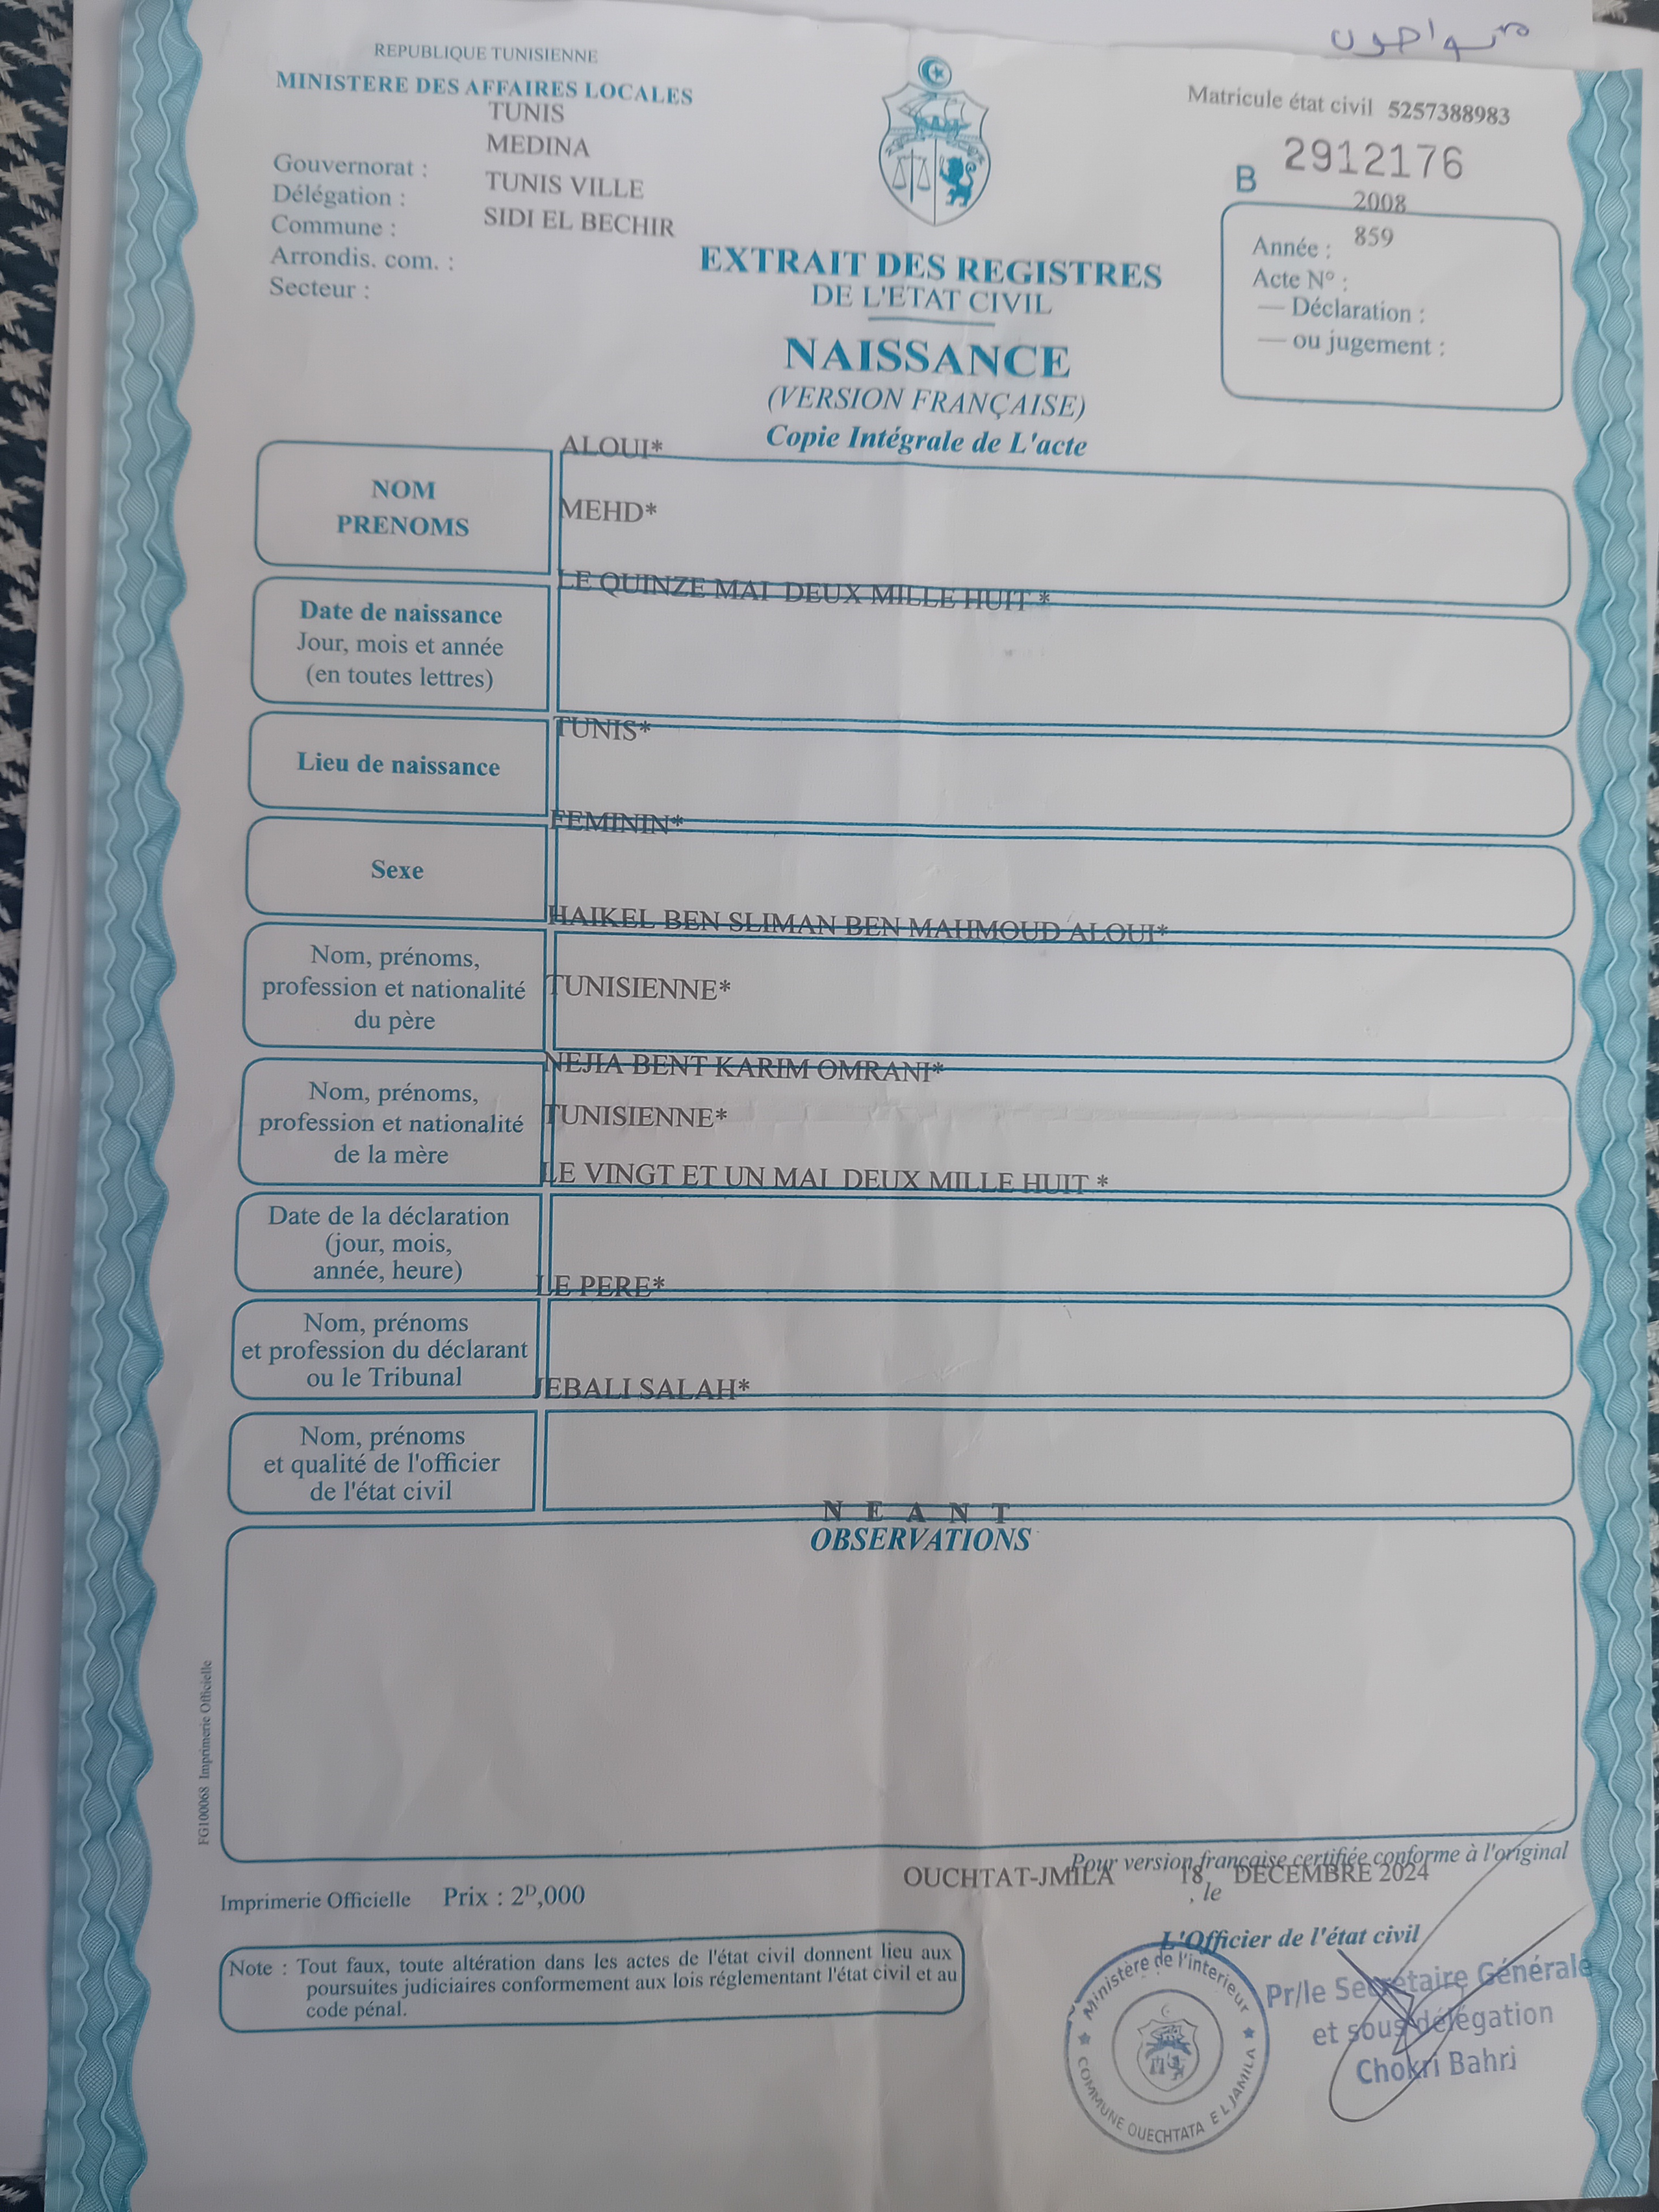 سواحون
REPUBLIQUE TUNISIENNE
MINISTERE DES AFFAIRES LOCALES
TUNIS
MEDINA
Gouvernorat :
TUNIS VILLE
Délégation :
SIDI EL BECHIR
Commune :
Arrondis. com. :
Secteur :
Matricule état civil 5257388983
B 2912176
2008
Année :
859
Acte N° :
— Déclaration :
— ou jugement :
EXTRAIT DES REGISTRES
DE L'ETAT CIVIL
NAISSANCE
(VERSION FRANÇAISE)
Copie Intégrale de L'acte
ALOUI*
NOM
PRENOMS
MEHD*
LE QUINZE MAI DEUX MILLE HUIT *
Date de naissance
Jour, mois et année
(en toutes lettres)
TUNIS*
Lieu de naissance
FEMININ*
Sexe
HAIKEL BEN SLIMAN BEN MAHMOUD ALOUI*
Nom, prénoms,
profession et nationalité
du père
TUNISIENNE*
NEJIA BENT KARIM OMRANI*
Nom, prénoms,
profession et nationalité
de la mère
TUNISIENNE*
LE VINGT ET UN MAI DEUX MILLE HUIT *
Date de la déclaration
(jour, mois,
année, heure)
LE PERE*
Nom, prénoms
et profession du déclarant
ou le Tribunal
JEBALI SALAH*
Nom, prénoms
et qualité de l'officier
de l'état civil
N E A N T
OBSERVATIONS
FG100068 Imprimerie Officielle
Pour version française certifiée conforme à l'original
OUCHTAT-JMILA 18 DECEMBRE 2024
, le
Imprimerie Officielle Prix : 2D,000
L'Officier de l'état civil
Note : Tout faux, toute altération dans les actes de l'état civil donnent lieu aux
poursuites judiciaires conformement aux lois réglementant l'état civil et au
code pénal.
Ministère de l'interieur
COMMUNE OUECHTATA ELJAMILA
Pr/le Secrétaire Générale
et sous délégation
Chokri Bahri